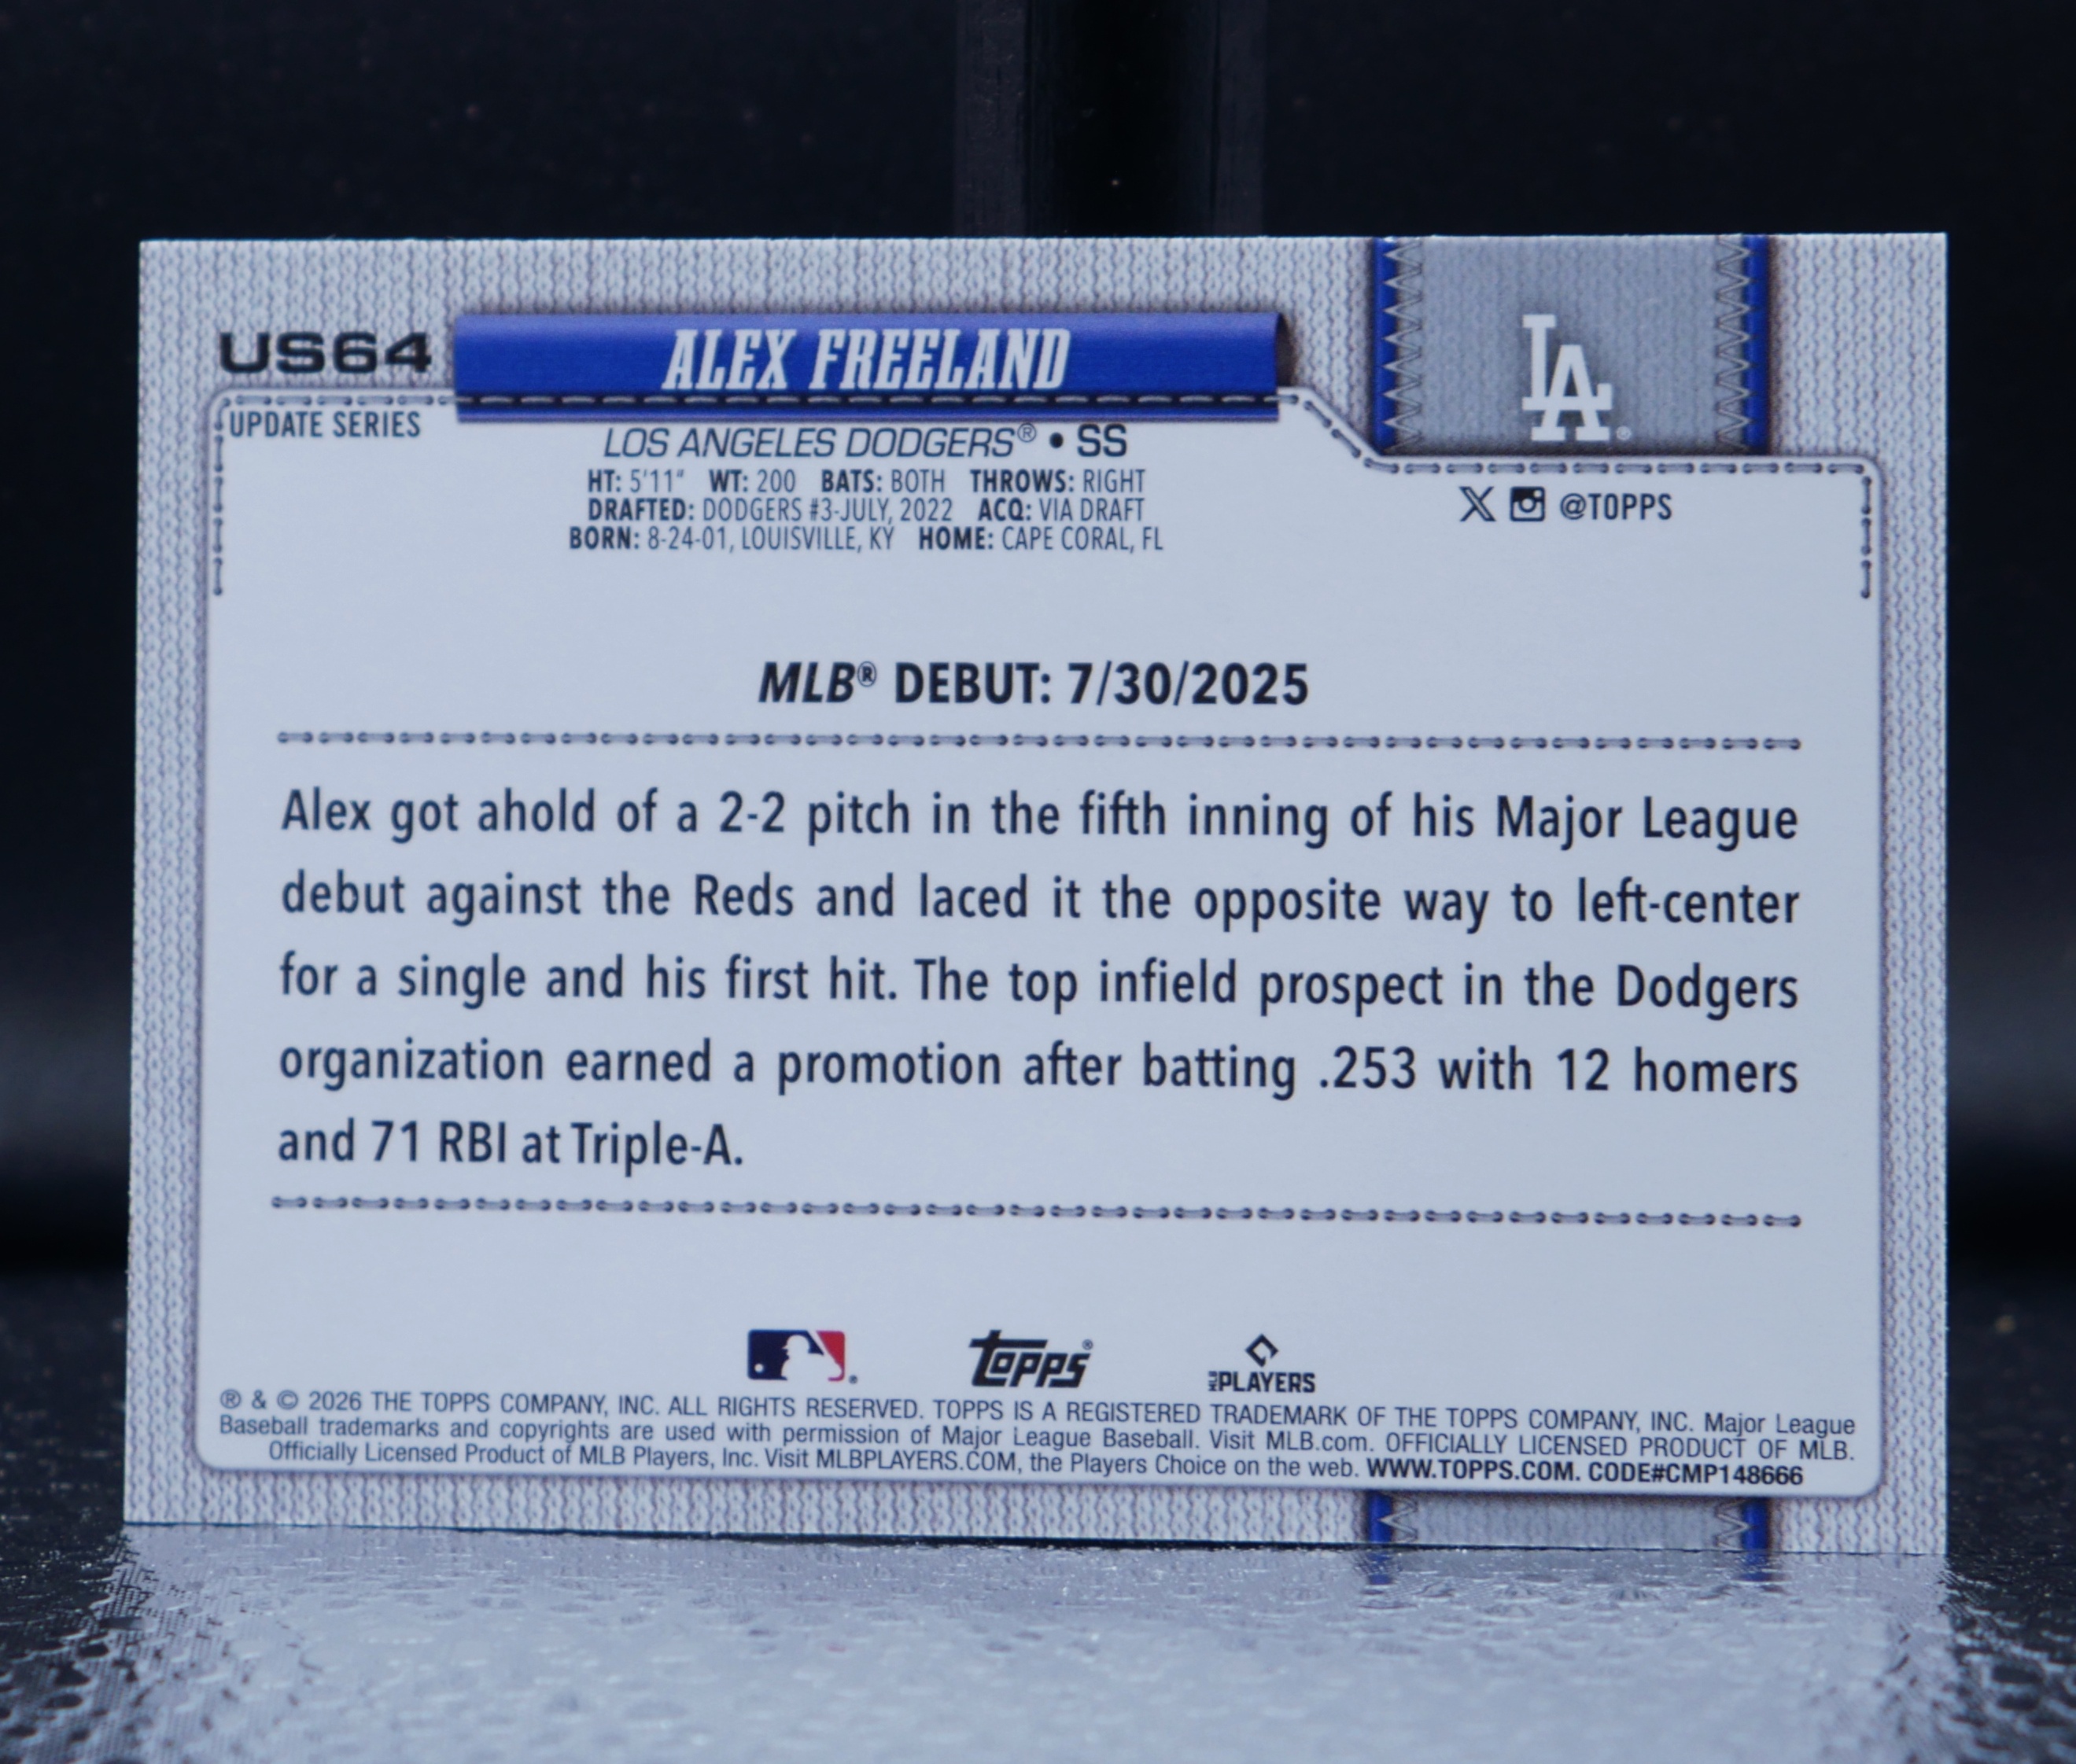 US64
ALEX FREELAND
LA
UPDATE SERIES
LOS ANGELES DODGERS® • SS
HT: 5'11" WT: 200 BATS: BOTH THROWS: RIGHT
DRAFTED: DODGERS #3-JULY, 2022 ACQ: VIA DRAFT
BORN: 8-24-01, LOUISVILLE, KY HOME: CAPE CORAL, FL
@TOPPS
MLB® DEBUT: 7/30/2025
Alex got ahold of a 2-2 pitch in the fifth inning of his Major League
debut against the Reds and laced it the opposite way to left-center
for a single and his first hit. The top infield prospect in the Dodgers
organization earned a promotion after batting .253 with 12 homers
and 71 RBI at Triple-A.
topps®
MLB PLAYERS
® & © 2026 THE TOPPS COMPANY, INC. ALL RIGHTS RESERVED. TOPPS IS A REGISTERED TRADEMARK OF THE TOPPS COMPANY, INC. Major League
Baseball trademarks and copyrights are used with permission of Major League Baseball. Visit MLB.com. OFFICIALLY LICENSED PRODUCT OF MLB.
Officially Licensed Product of MLB Players, Inc. Visit MLBPLAYERS.COM, the Players Choice on the web. WWW.TOPPS.COM. CODE#CMP148666